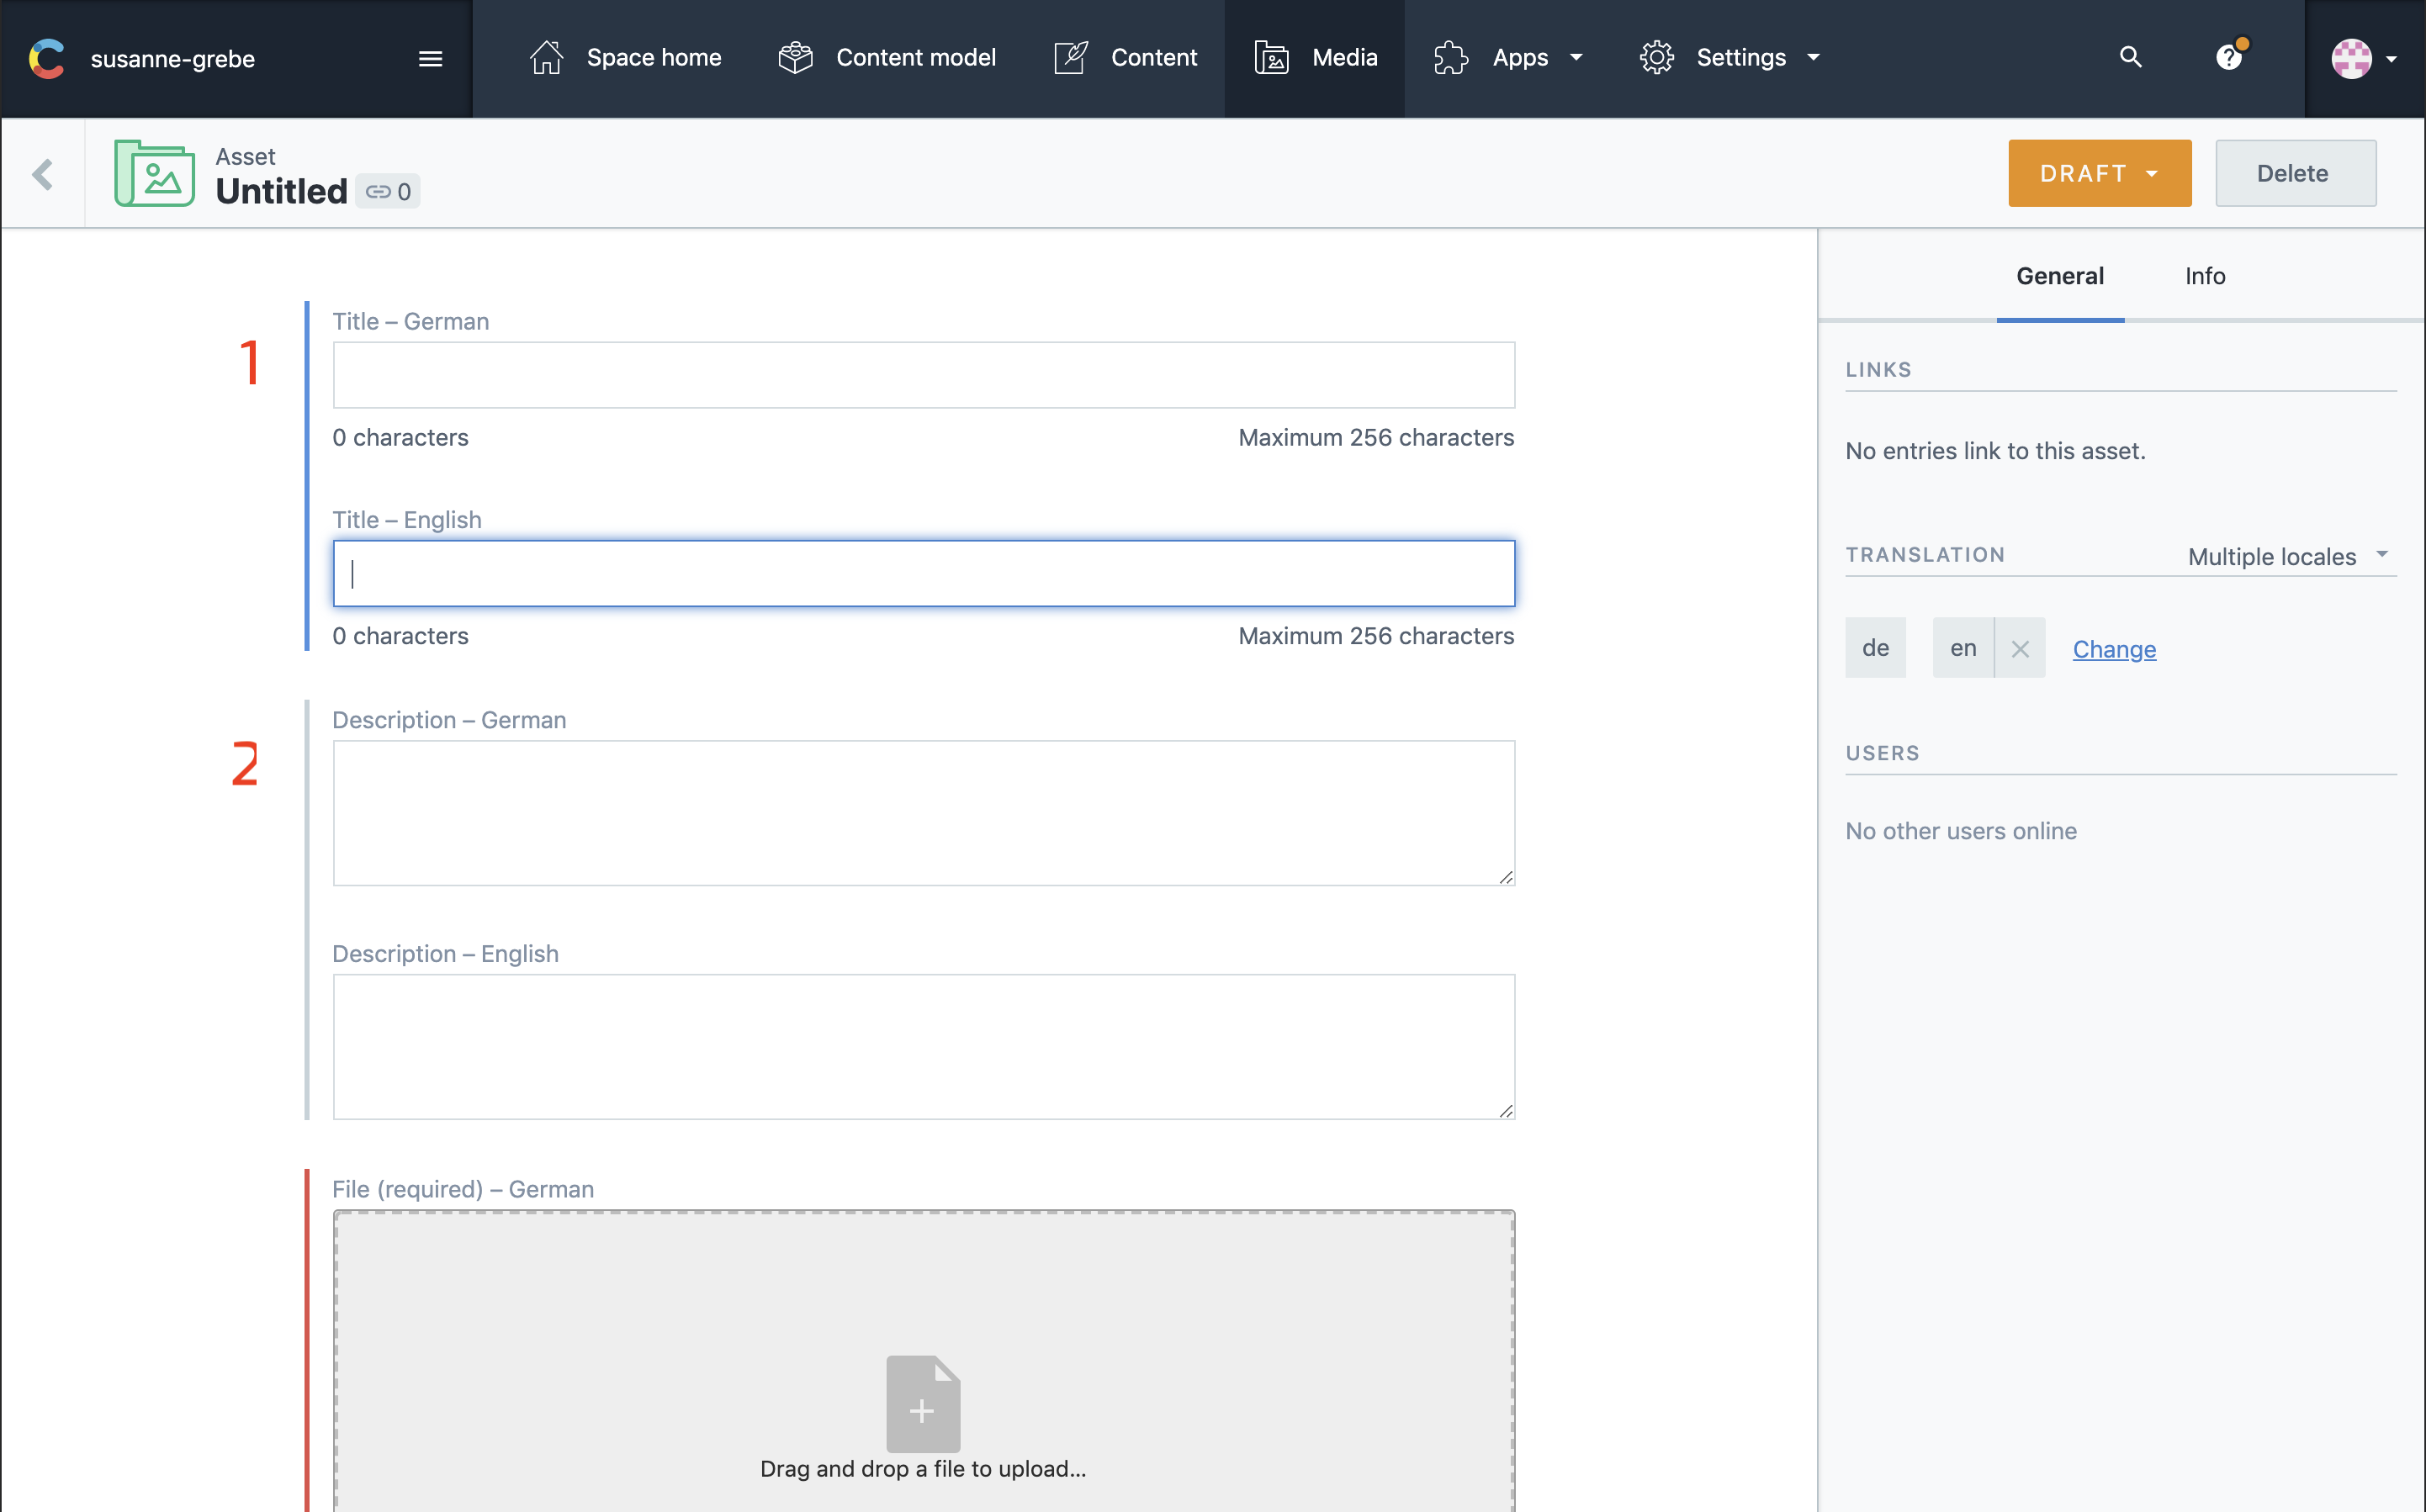 susanne-grebe
Space home
Content model
Content
Media
Apps
Settings
?
Asset
Untitled
0
DRAFT
Delete
1
Title – German
0 characters
Maximum 256 characters
Title – English
0 characters
Maximum 256 characters
2
Description – German
Description – English
File (required) – German
Drag and drop a file to upload...
General
Info
LINKS
No entries link to this asset.
TRANSLATION
Multiple locales
de
en
Change
USERS
No other users online